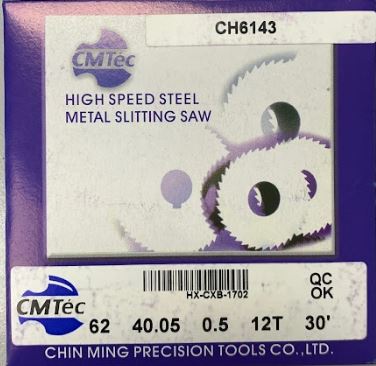 CH6143
CMTec
HIGH SPEED STEEL
METAL SLITTING SAW
HX-CXB-1702
QC
OK
CMTec
62 40.05 0.5 12T 30'
CHIN MING PRECISION TOOLS CO.,LTD.